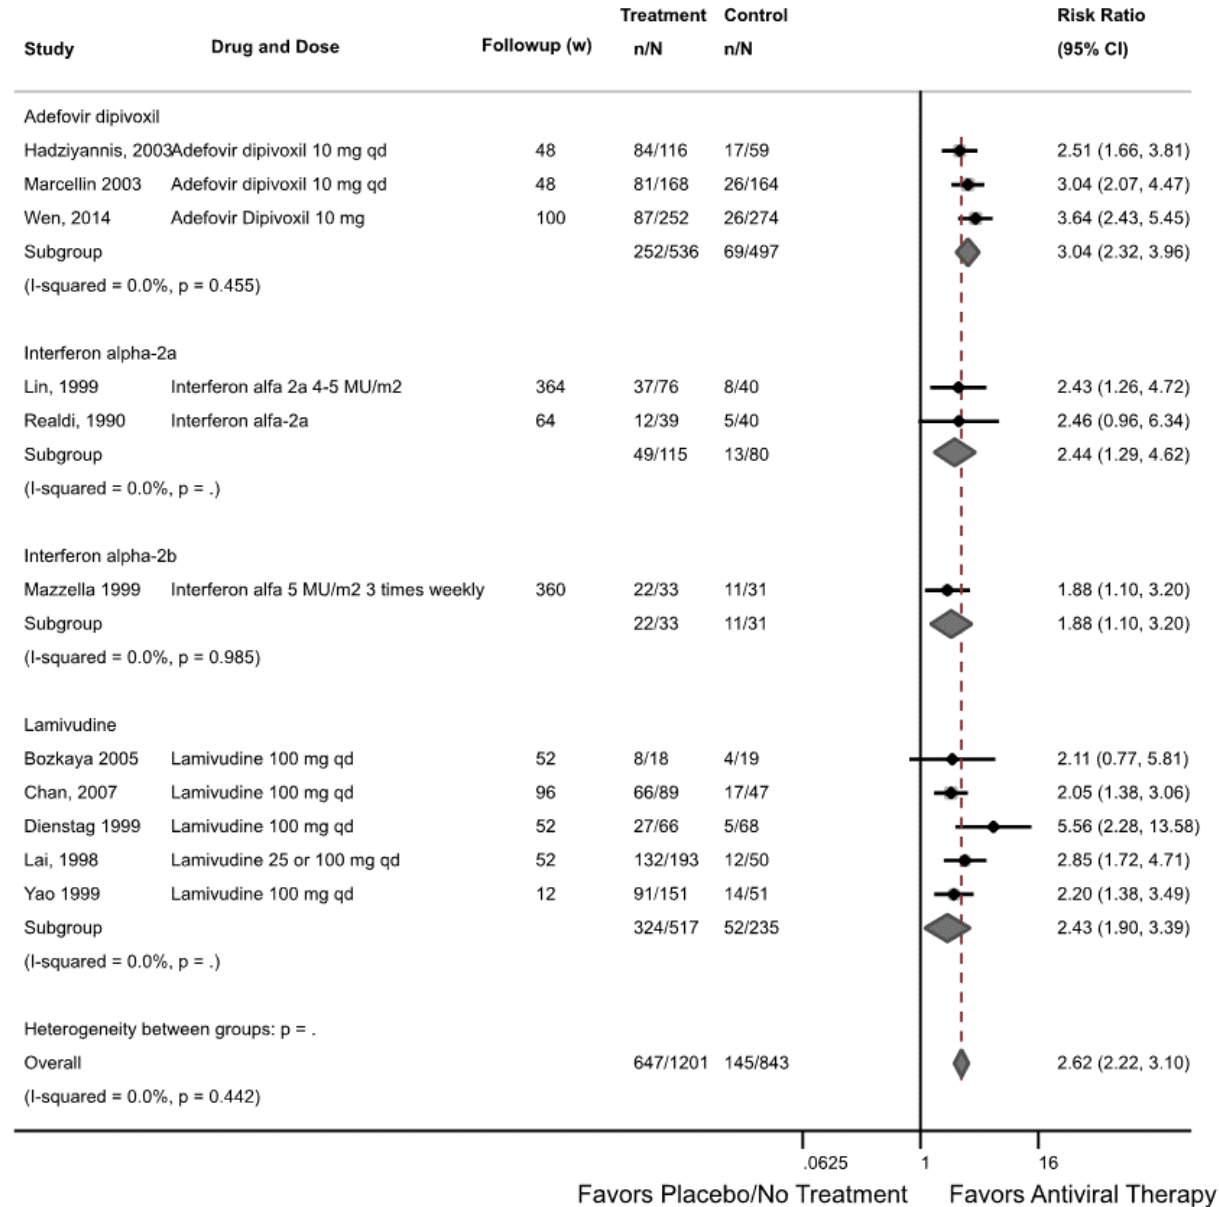 Treatment Control Risk Ratio
Study Drug and Dose Followup (w) n/N n/N (95% CI)
Adefovir dipivoxil
Hadziyannis, 2003 Adefovir dipivoxil 10 mg qd 48 84/116 17/59 2.51 (1.66, 3.81)
Marcellin 2003 Adefovir dipivoxil 10 mg qd 48 81/168 26/164 3.04 (2.07, 4.47)
Wen, 2014 Adefovir Dipivoxil 10 mg 100 87/252 26/274 3.64 (2.43, 5.45)
Subgroup 252/536 69/497 3.04 (2.32, 3.96)
(I-squared = 0.0%, p = 0.455)
Interferon alpha-2a
Lin, 1999 Interferon alfa 2a 4-5 MU/m2 364 37/76 8/40 2.43 (1.26, 4.72)
Realdi, 1990 Interferon alfa-2a 64 12/39 5/40 2.46 (0.96, 6.34)
Subgroup 49/115 13/80 2.44 (1.29, 4.62)
(I-squared = 0.0%, p = .)
Interferon alpha-2b
Mazzella 1999 Interferon alfa 5 MU/m2 3 times weekly 360 22/33 11/31 1.88 (1.10, 3.20)
Subgroup 22/33 11/31 1.88 (1.10, 3.20)
(I-squared = 0.0%, p = 0.985)
Lamivudine
Bozkaya 2005 Lamivudine 100 mg qd 52 8/18 4/19 2.11 (0.77, 5.81)
Chan, 2007 Lamivudine 100 mg qd 96 66/89 17/47 2.05 (1.38, 3.06)
Dienstag 1999 Lamivudine 100 mg qd 52 27/66 5/68 5.56 (2.28, 13.58)
Lai, 1998 Lamivudine 25 or 100 mg qd 52 132/193 12/50 2.85 (1.72, 4.71)
Yao 1999 Lamivudine 100 mg qd 12 91/151 14/51 2.20 (1.38, 3.49)
Subgroup 324/517 52/235 2.43 (1.90, 3.39)
(I-squared = 0.0%, p = .)
Heterogeneity between groups: p = .
Overall 647/1201 145/843 2.62 (2.22, 3.10)
(I-squared = 0.0%, p = 0.442)
.0625 1 16
Favors Placebo/No Treatment Favors Antiviral Therapy